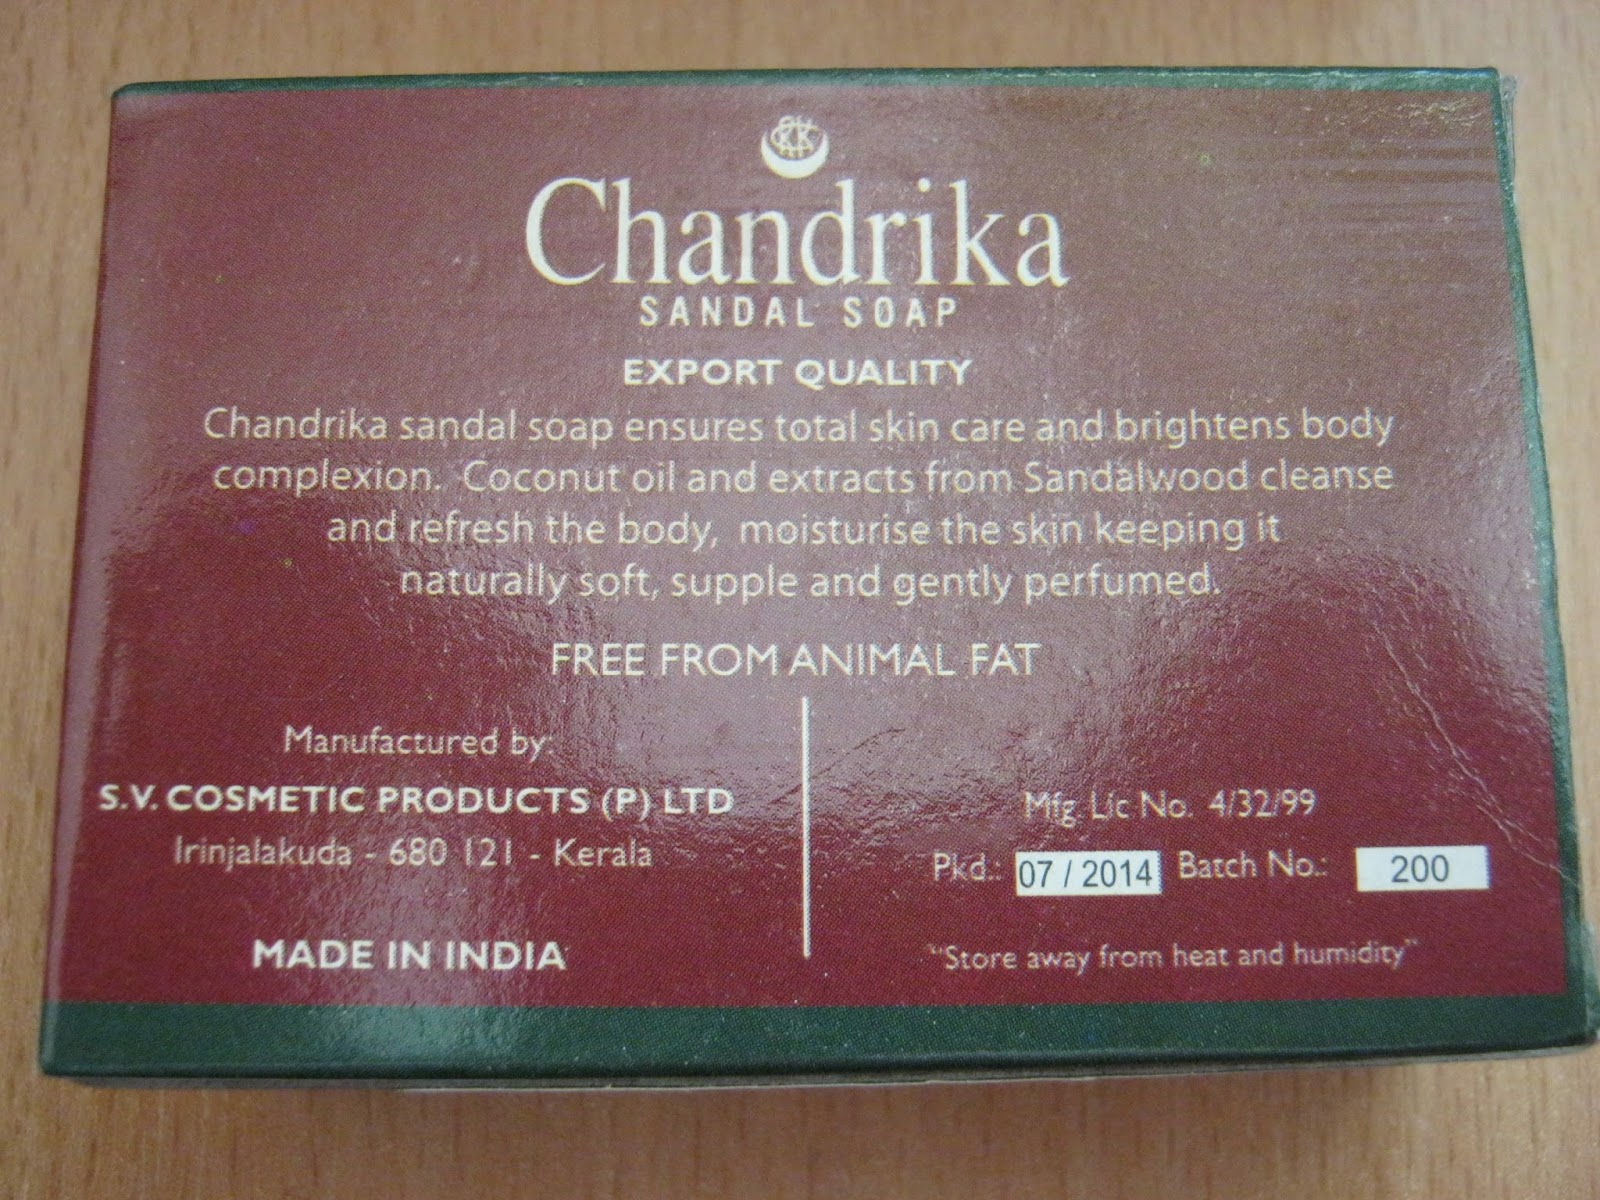 Chandrika
SANDAL SOAP
EXPORT QUALITY
Chandrika sandal soap ensures total skin care and brightens body
complexion. Coconut oil and extracts from Sandalwood cleanse
and refresh the body, moisturise the skin keeping it
naturally soft, supple and gently perfumed.
FREE FROM ANIMAL FAT
Manufactured by:
S.V. COSMETIC PRODUCTS (P) LTD
Irinjalakuda - 680 121 - Kerala
MADE IN INDIA
Mfg Lic No. 4/32/99
Pkd.: 07 / 2014 Batch No.: 200
"Store away from heat and humidity"